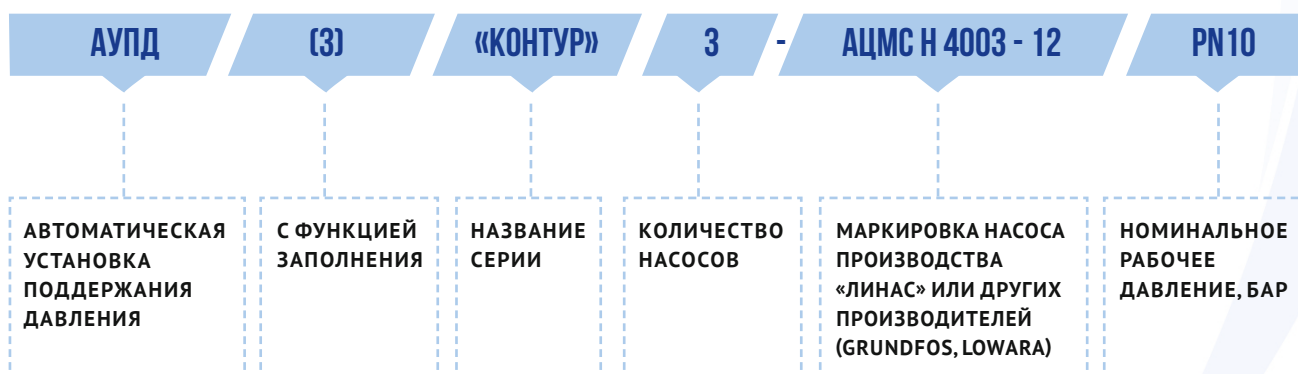 АУПД (З) «КОНТУР» 3 - АЦМС Н 4003 - 12 PN10
АВТОМАТИЧЕСКАЯ
УСТАНОВКА
ПОДДЕРЖАНИЯ
ДАВЛЕНИЯ
С ФУНКЦИЕЙ
ЗАПОЛНЕНИЯ
НАЗВАНИЕ
СЕРИИ
КОЛИЧЕСТВО
НАСОСОВ
МАРКИРОВКА НАСОСА
ПРОИЗВОДСТВА
«ЛИНАС» ИЛИ ДРУГИХ
ПРОИЗВОДИТЕЛЕЙ
(GRUNDFOS, LOWARA)
НОМИНАЛЬНОЕ
РАБОЧЕЕ
ДАВЛЕНИЕ, БАР